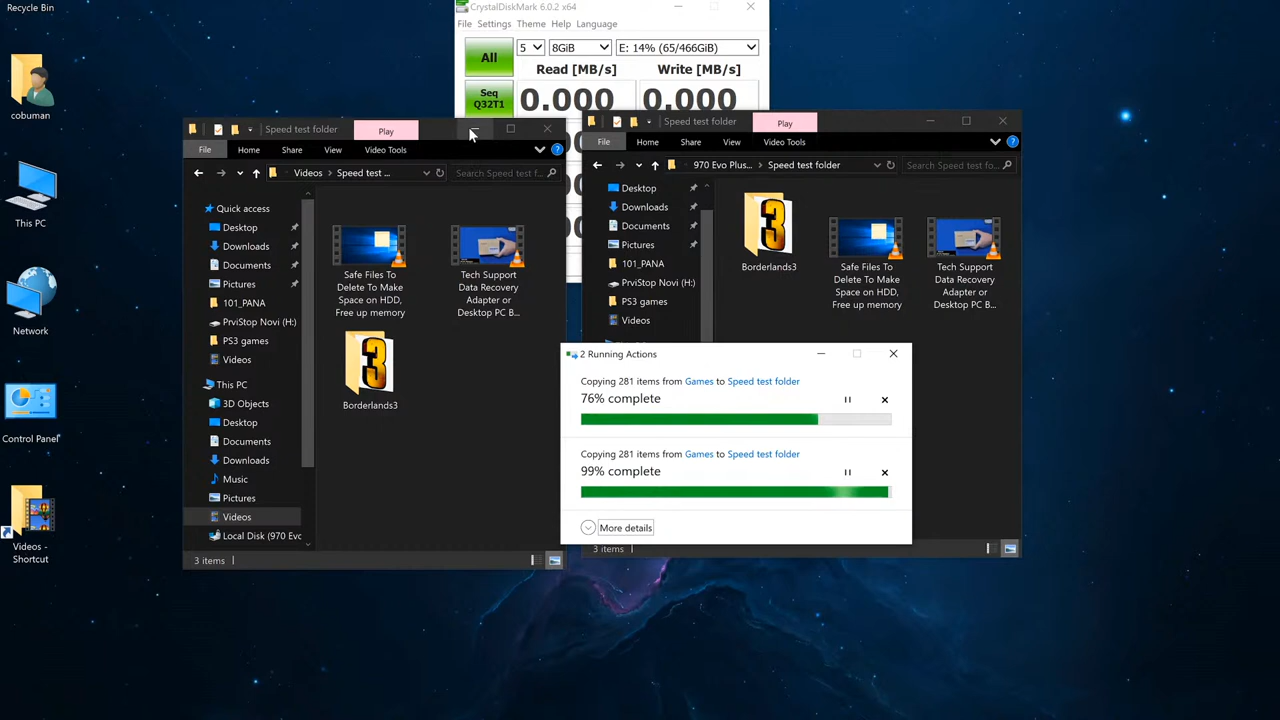 Recycle Bin
cobuman
This PC
Network
Control Panel
Videos -
Shortcut
CrystalDiskMark 6.0.2 x64
File Settings Theme Help Language
All
5
8GiB
E: 14% (65/466GiB)
Read [MB/s]
Write [MB/s]
Seq
Q32T1
0.000
0.000
Speed test folder
Play
File
Home
Share
View
Video Tools
Videos > Speed test ...
Search Speed test f...
Quick access
Desktop
Downloads
Documents
Pictures
101_PANA
PrviStop Novi (H:)
PS3 games
Videos
This PC
3D Objects
Desktop
Documents
Downloads
Music
Pictures
Videos
Local Disk (970 Evc
Safe Files To
Delete To Make
Space on HDD,
Free up memory
Tech Support
Data Recovery
Adapter or
Desktop PC B...
Borderlands3
3 items
Speed test folder
Play
File
Home
Share
View
Video Tools
970 Evo Plus... > Speed test folder
Search Speed test fo...
Desktop
Downloads
Documents
Pictures
101_PANA
PrviStop Novi (H:)
PS3 games
Videos
Borderlands3
Safe Files To
Delete To Make
Space on HDD,
Free up memory
Tech Support
Data Recovery
Adapter or
Desktop PC B...
3 items
2 Running Actions
Copying 281 items from Games to Speed test folder
76% complete
Copying 281 items from Games to Speed test folder
99% complete
More details